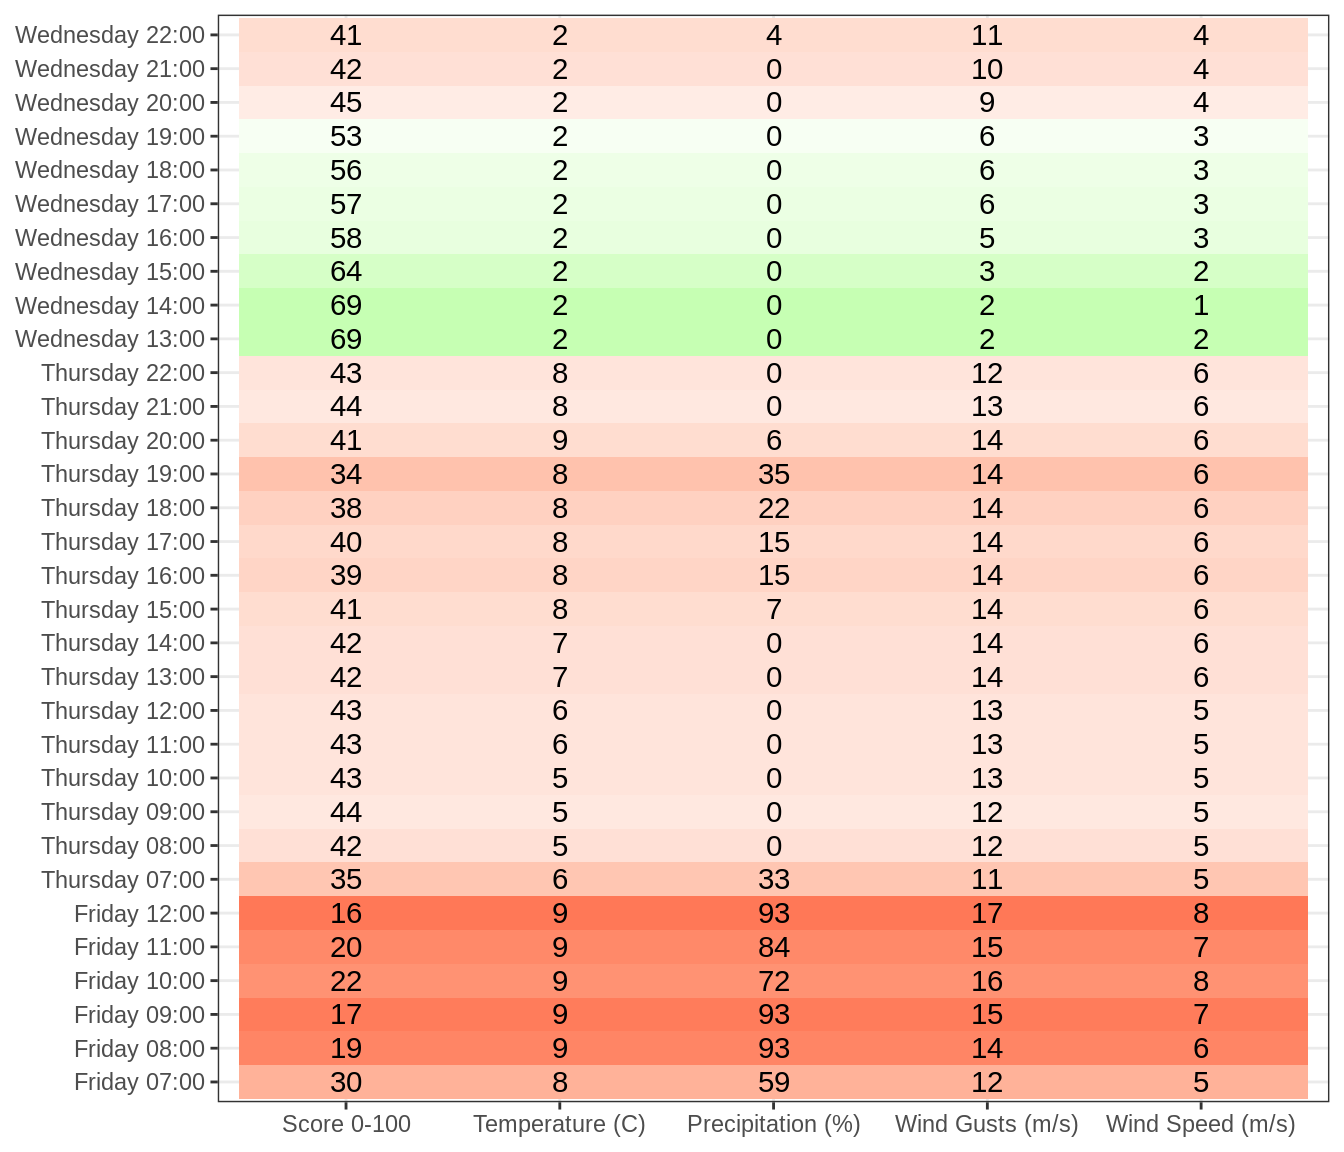 Wednesday 22:00 41 2 4 11 4
Wednesday 21:00 42 2 0 10 4
Wednesday 20:00 45 2 0 9 4
Wednesday 19:00 53 2 0 6 3
Wednesday 18:00 56 2 0 6 3
Wednesday 17:00 57 2 0 6 3
Wednesday 16:00 58 2 0 5 3
Wednesday 15:00 64 2 0 3 2
Wednesday 14:00 69 2 0 2 1
Wednesday 13:00 69 2 0 2 2
Thursday 22:00 43 8 0 12 6
Thursday 21:00 44 8 0 13 6
Thursday 20:00 41 9 6 14 6
Thursday 19:00 34 8 35 14 6
Thursday 18:00 38 8 22 14 6
Thursday 17:00 40 8 15 14 6
Thursday 16:00 39 8 15 14 6
Thursday 15:00 41 8 7 14 6
Thursday 14:00 42 7 0 14 6
Thursday 13:00 42 7 0 14 6
Thursday 12:00 43 6 0 13 5
Thursday 11:00 43 6 0 13 5
Thursday 10:00 43 5 0 13 5
Thursday 09:00 44 5 0 12 5
Thursday 08:00 42 5 0 12 5
Thursday 07:00 35 6 33 11 5
Friday 12:00 16 9 93 17 8
Friday 11:00 20 9 84 15 7
Friday 10:00 22 9 72 16 8
Friday 09:00 17 9 93 15 7
Friday 08:00 19 9 93 14 6
Friday 07:00 30 8 59 12 5
Score 0-100 Temperature (C) Precipitation (%) Wind Gusts (m/s) Wind Speed (m/s)